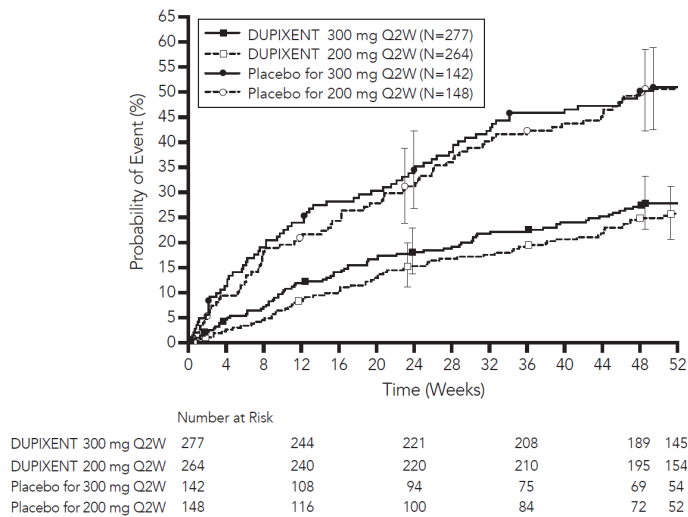 65
60
55
50
45
40
35
30
25
20
15
10
5
0
Probability of Event (%)
DUPIXENT 300 mg Q2W (N=277)
DUPIXENT 200 mg Q2W (N=264)
Placebo for 300 mg Q2W (N=142)
Placebo for 200 mg Q2W (N=148)
0 4 8 12 16 20 24 28 32 36 40 44 48 52
Time (Weeks)
Number at Risk
DUPIXENT 300 mg Q2W 277 244 221 208 189 145
DUPIXENT 200 mg Q2W 264 240 220 210 195 154
Placebo for 300 mg Q2W 142 108 94 75 69 54
Placebo for 200 mg Q2W 148 116 100 84 72 52